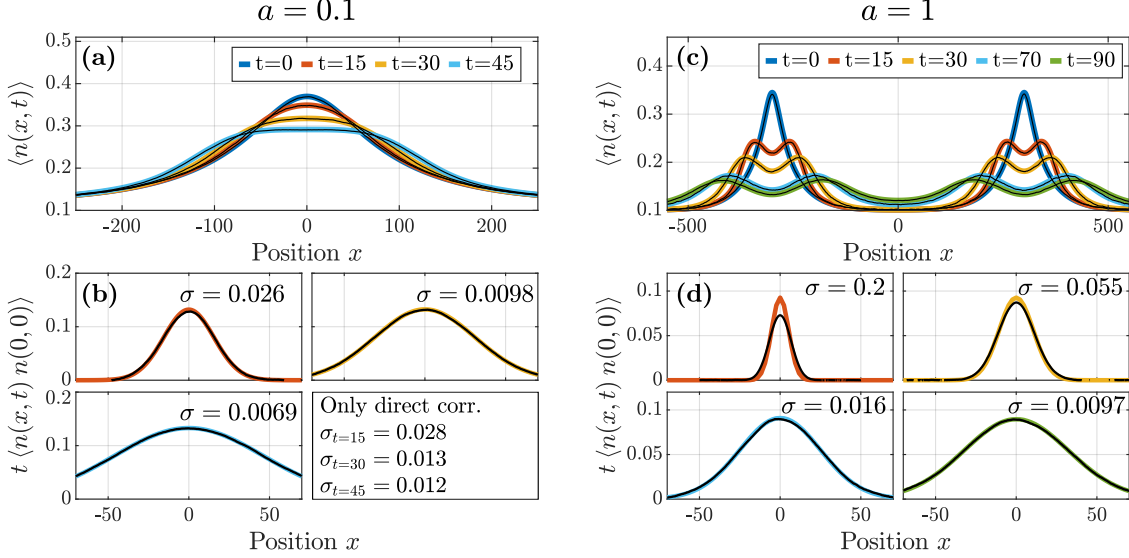 a = 0.1
a = 1
(a)
t=0 t=15 t=30 t=45
⟨n(x, t)⟩
0.5
0.4
0.3
0.2
0.1
-200 -100 0 100 200
Position x
(c)
t=0 t=15 t=30 t=70 t=90
⟨n(x, t)⟩
0.4
0.3
0.2
0.1
-500 0 500
Position x
(b)
σ = 0.026
σ = 0.0098
t ⟨n(x, t) n(0, 0)⟩
0.2
0.1
0
σ = 0.0069
Only direct corr.
σt=15 = 0.028
σt=30 = 0.013
σt=45 = 0.012
0.2
0.1
0
-50 0 50
Position x
(d)
σ = 0.2
σ = 0.055
t ⟨n(x, t) n(0, 0)⟩
0.1
0.05
0
σ = 0.016
σ = 0.0097
0.1
0.05
0
-50 0 50
-50 0 50
Position x